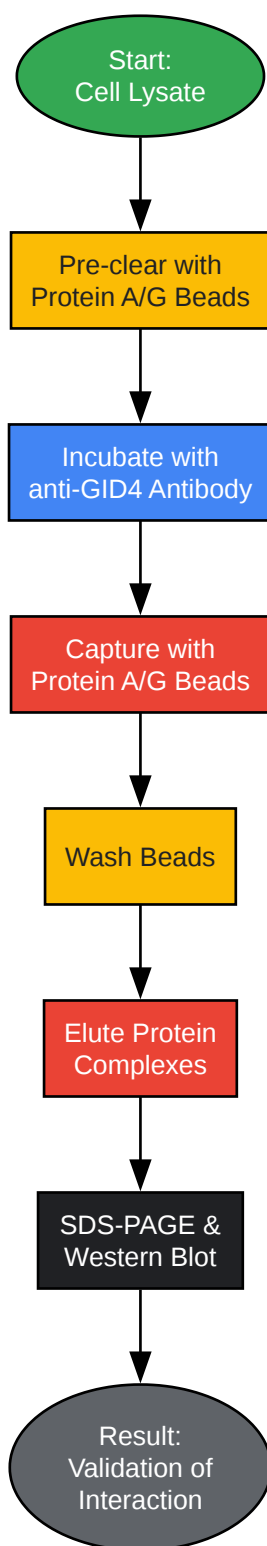 Start:
Cell Lysate
Pre-clear with
Protein A/G Beads
Incubate with
anti-GID4 Antibody
Capture with
Protein A/G Beads
Wash Beads
Elute Protein
Complexes
SDS-PAGE &
Western Blot
Result:
Validation of
Interaction